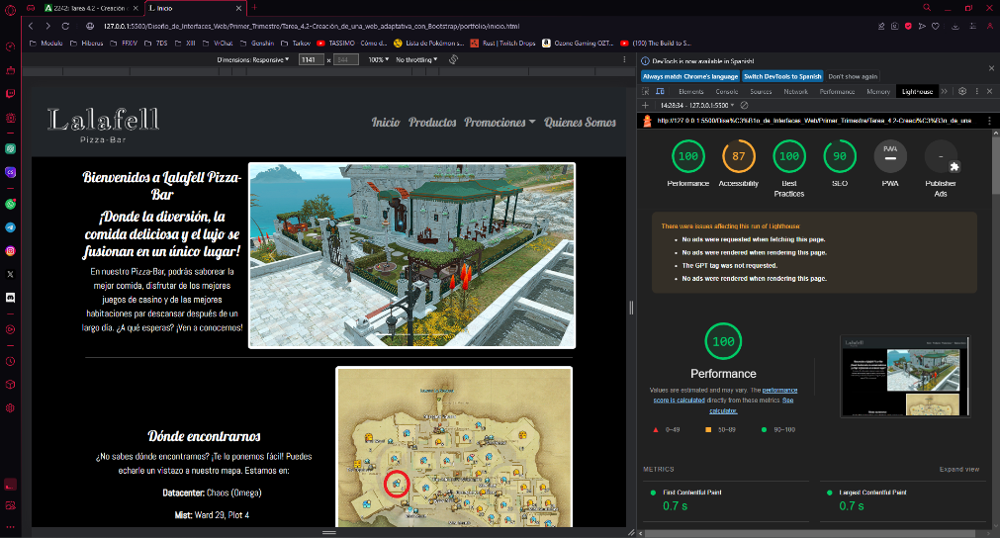 2242: Tarea 4.2 - Creación
Inicio
127.0.0.1:5500/Diseño_de_Interfaces_Web/Primer_Trimestre/Tarea_4.2-Creación_de_una_web_adaptativa_con_Bootstrap/portfolio/inicio.html
Modulo
Hiberus
FFXIV
7DS
XIII
VrChat
Genshin
Tarkov
TASSIMO - Cómo d...
Lista de Pokémon s...
Rust | Twitch Drops
Ozone Gaming OZT...
(190) The Build to S...
Dimensions: Responsive
1141
x
544
100%
No throttling
Lalafell
Pizza-Bar
Inicio
Productos
Promociones
Quienes Somos
Bienvenidos a Lalafell Pizza-
Bar
¡Donde la diversión, la
comida deliciosa y el lujo se
fusionan en un único lugar!
En nuestro Pizza-Bar, podrás saborear la
mejor comida, disfrutar de los mejores
juegos de casino y de las mejores
habitaciones par descansar después de un
largo día. ¿A qué esperas? ¡Ven a conocernos!
Dónde encontrarnos
¿No sabes dónde encontrarnos? ¡Te lo ponemos fácil! Puedes
echarle un vistazo a nuestro mapa. Estamos en:
Datacenter: Chaos (Omega)
Mist: Ward 29, Plot 4
DevTools is now available in Spanish!
Always match Chrome's language
Switch DevTools to Spanish
Don't show again
Elements
Console
Sources
Network
Performance
Memory
Lighthouse
14:28:34 - 127.0.0.1:5500
http://127.0.0.1:5500/Dise%C3%B1o_de_Interfaces_Web/Primer_Trimestre/Tarea_4.2-Creaci%C3%B3n_de_una
100
Performance
87
Accessibility
100
Best
Practices
90
SEO
PWA
PWA
-
Publisher
Ads
There were issues affecting this run of Lighthouse:
No ads were requested when fetching this page.
No ads were rendered when rendering this page.
The GPT tag was not requested.
No ads were rendered when rendering this page.
100
Performance
Values are estimated and may vary. The performance
score is calculated directly from these metrics. See
calculator.
0–49
50–89
90–100
METRICS
Expand view
First Contentful Paint
0.7 s
Largest Contentful Paint
0.7 s